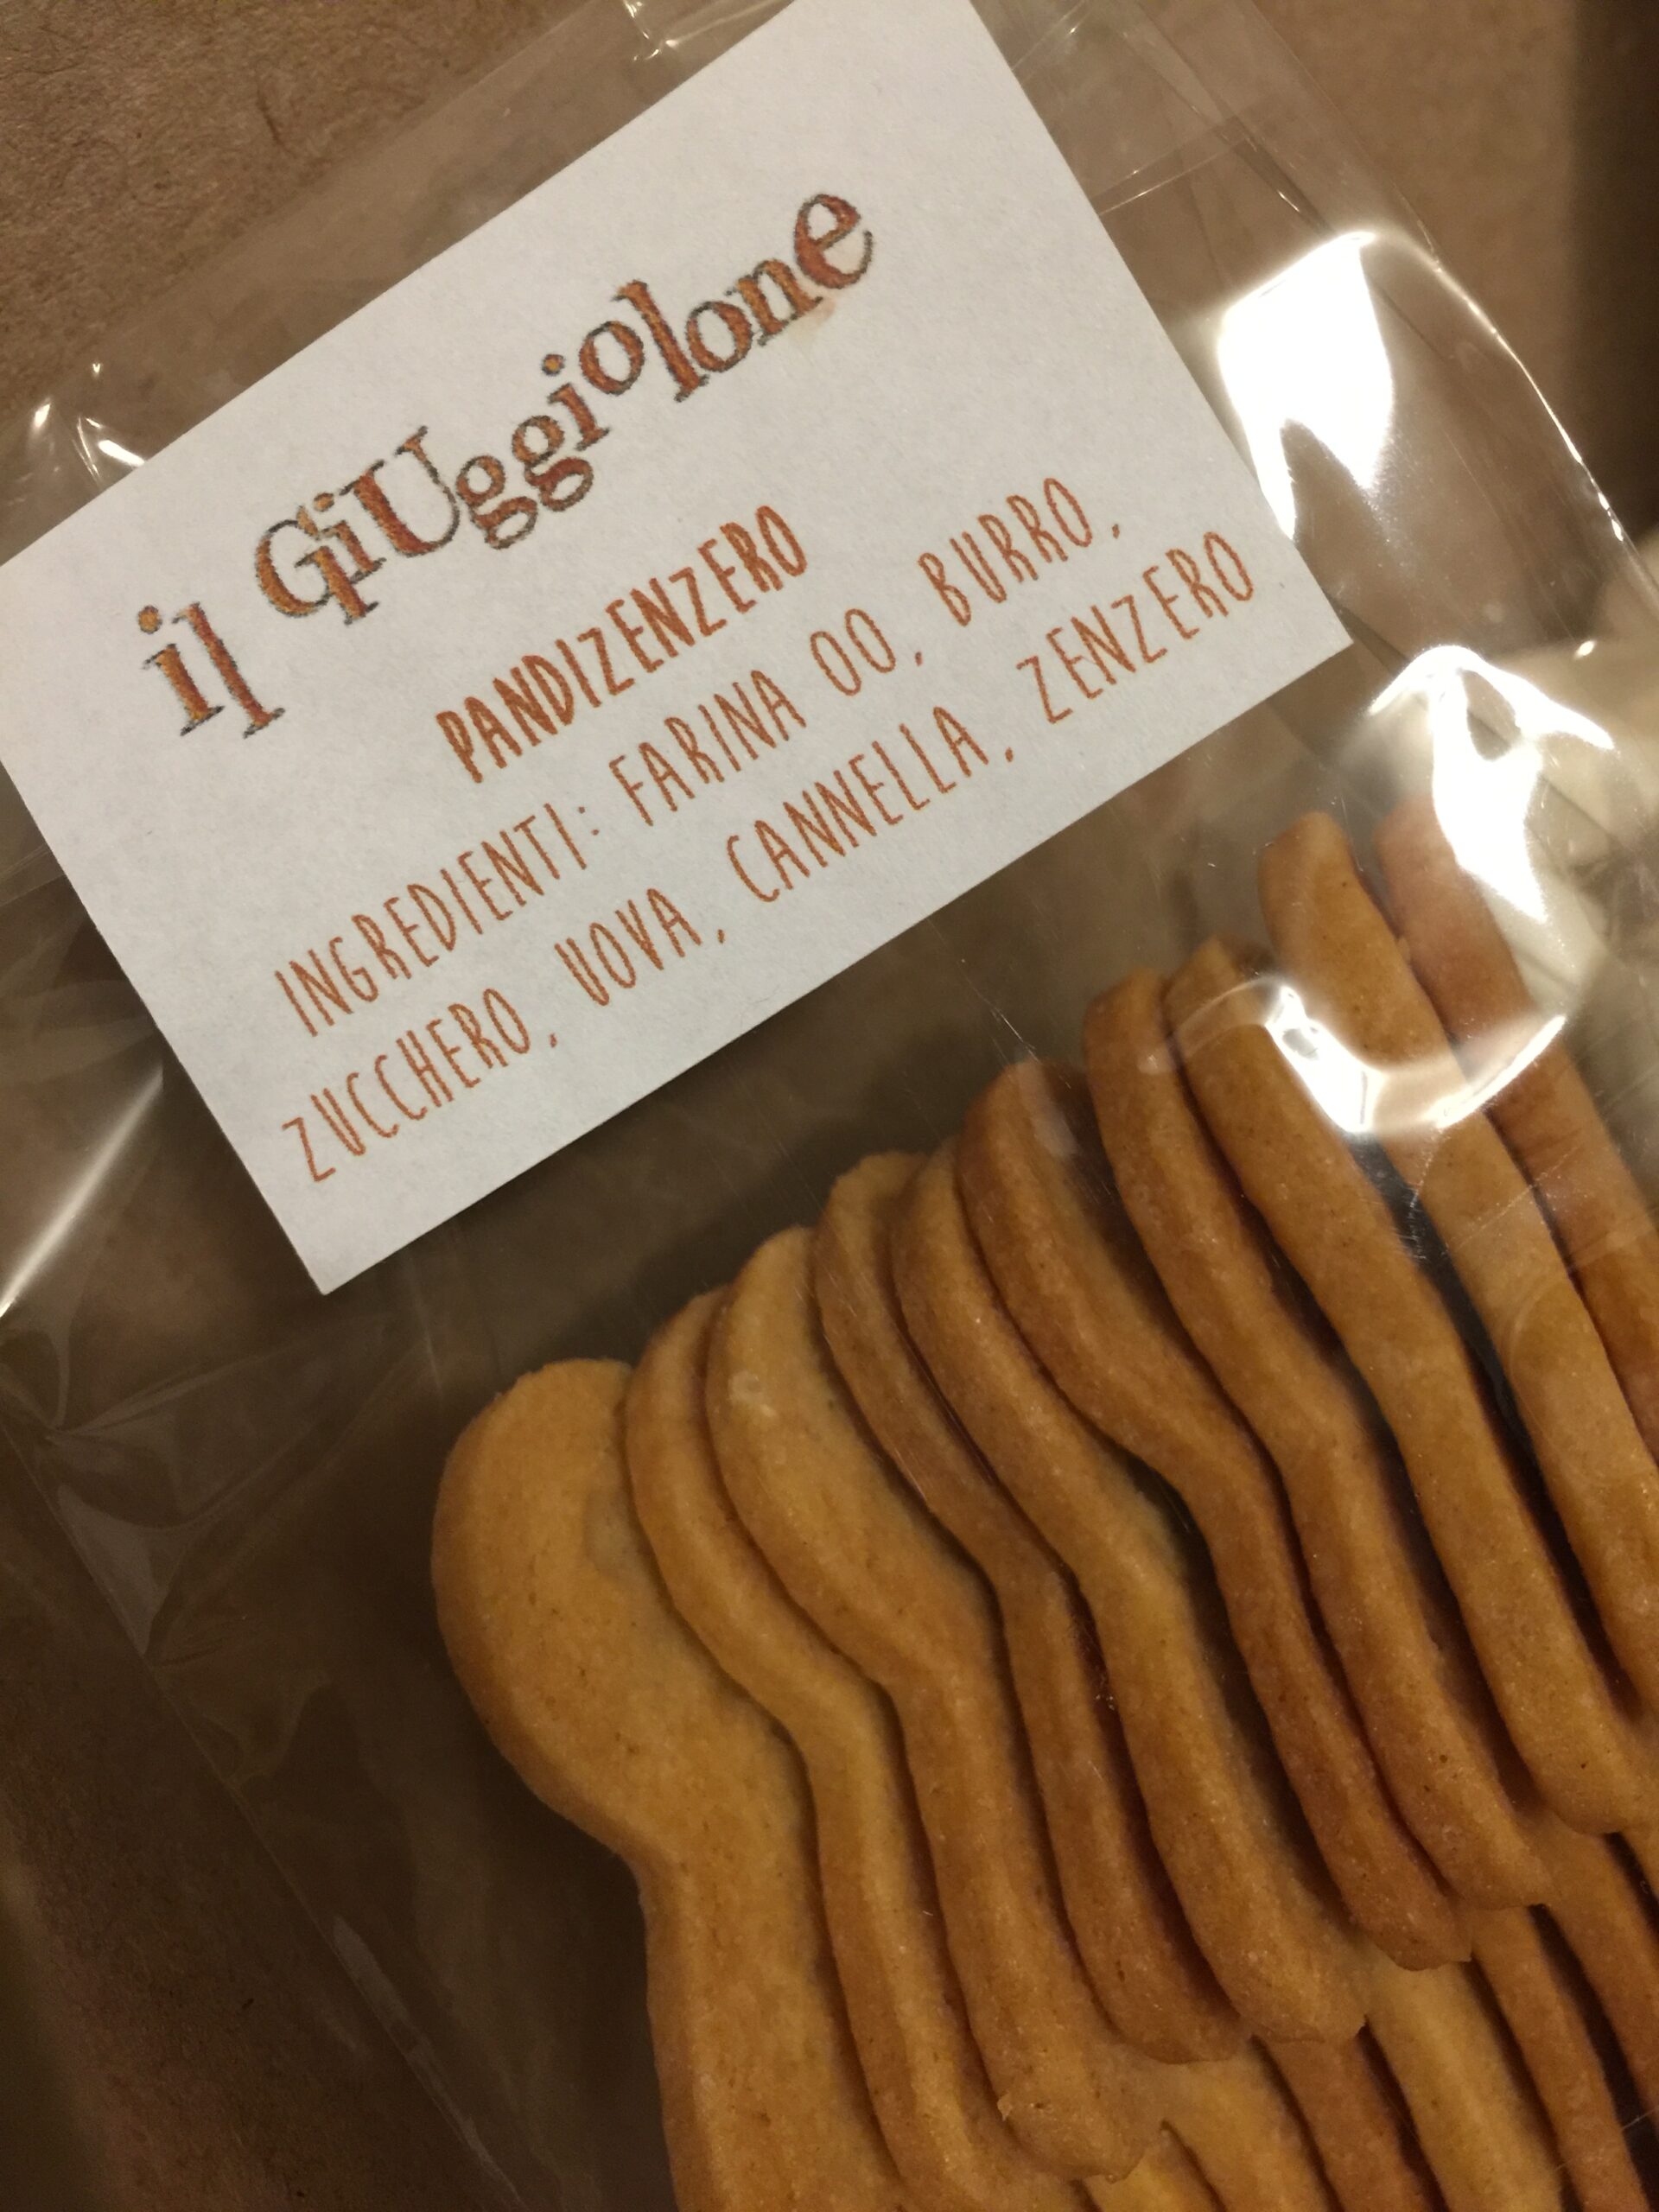 il GiUggiolone
PANDIZENZERO
INGREDIENTI: FARINA 00, BURRO,
ZUCCHERO, UOVA, CANNELLA, ZENZERO